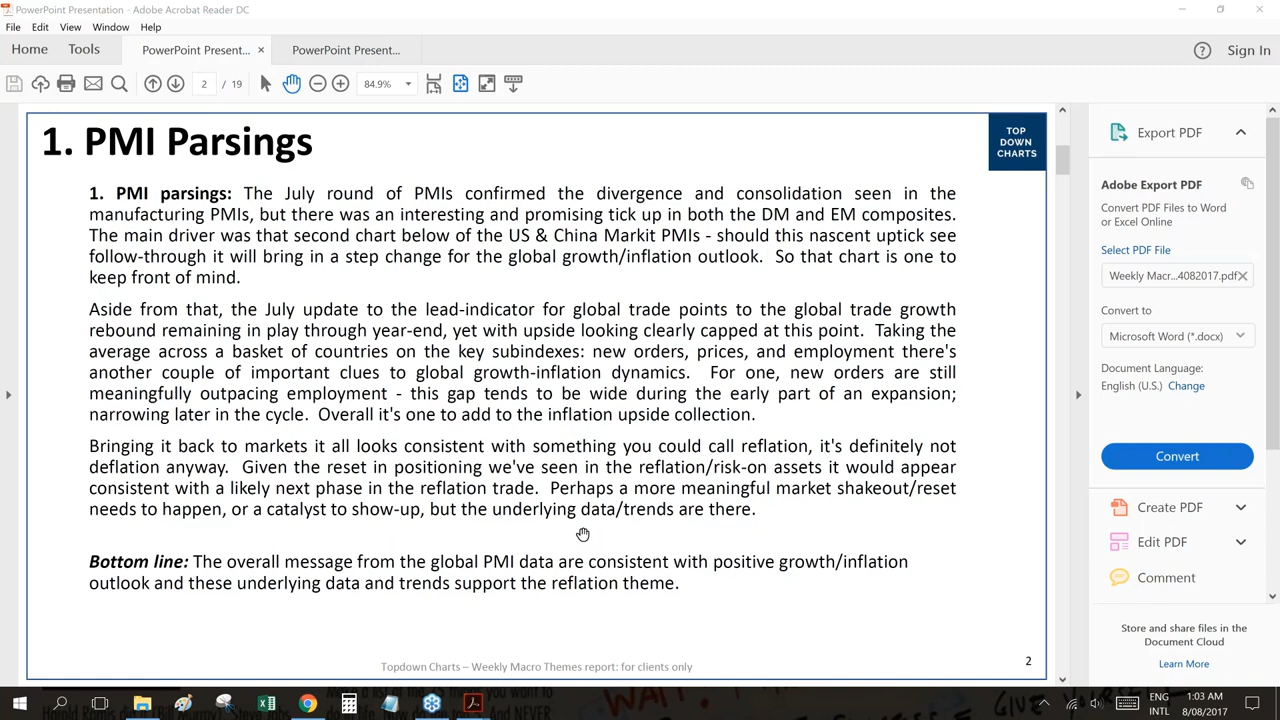 PowerPoint Presentation - Adobe Acrobat Reader DC
File Edit View Window Help
Home Tools PowerPoint Present... × PowerPoint Present... ? Sign In
2 / 19 84.9%
1. PMI Parsings
TOP
DOWN
CHARTS
1. PMI parsings: The July round of PMIs confirmed the divergence and consolidation seen in the
manufacturing PMIs, but there was an interesting and promising tick up in both the DM and EM composites.
The main driver was that second chart below of the US & China Markit PMIs - should this nascent uptick see
follow-through it will bring in a step change for the global growth/inflation outlook. So that chart is one to
keep front of mind.
Aside from that, the July update to the lead-indicator for global trade points to the global trade growth
rebound remaining in play through year-end, yet with upside looking clearly capped at this point. Taking the
average across a basket of countries on the key subindexes: new orders, prices, and employment there's
another couple of important clues to global growth-inflation dynamics. For one, new orders are still
meaningfully outpacing employment - this gap tends to be wide during the early part of an expansion;
narrowing later in the cycle. Overall it's one to add to the inflation upside collection.
Bringing it back to markets it all looks consistent with something you could call reflation, it's definitely not
deflation anyway. Given the reset in positioning we've seen in the reflation/risk-on assets it would appear
consistent with a likely next phase in the reflation trade. Perhaps a more meaningful market shakeout/reset
needs to happen, or a catalyst to show-up, but the underlying data/trends are there.
Bottom line: The overall message from the global PMI data are consistent with positive growth/inflation
outlook and these underlying data and trends support the reflation theme.
Topdown Charts – Weekly Macro Themes report: for clients only
2
Export PDF
Adobe Export PDF
Convert PDF Files to Word
or Excel Online
Select PDF File
Weekly Macr...4082017.pdf
Convert to
Microsoft Word (*.docx)
Document Language:
English (U.S.) Change
Convert
Create PDF
Edit PDF
Comment
Store and share files in the
Document Cloud
Learn More
ENG
INTL
1:03 AM
8/08/2017